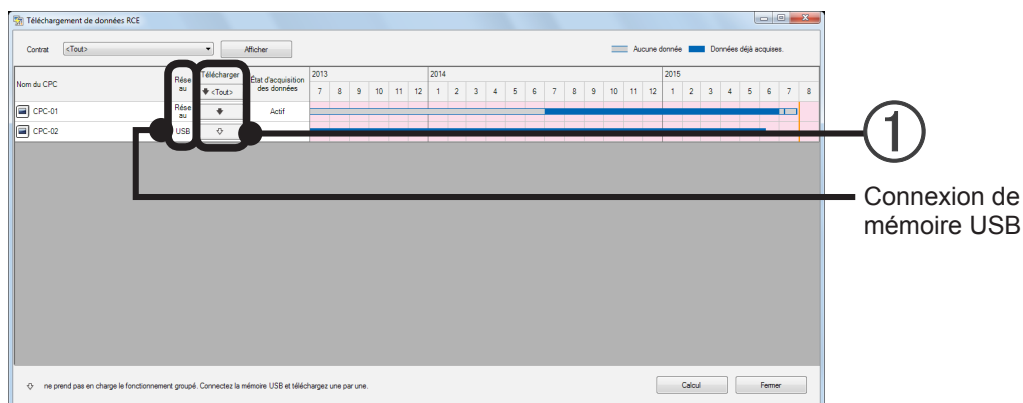 Téléchargement de données RCE
Contrat <Tout> Afficher Aucune donnée Données déjà acquises.
Nom du CPC Réseau Télécharger État d'acquisition des données 2013 2014 2015
<Tout> 7 8 9 10 11 12 1 2 3 4 5 6 7 8 9 10 11 12 1 2 3 4 5 6 7 8
CPC-01 Réseau Actif
CPC-02 USB
1
Connexion de
mémoire USB
ne prend pas en charge le fonctionnement groupé. Connectez la mémoire USB et téléchargez une par une. Calcul Fermer